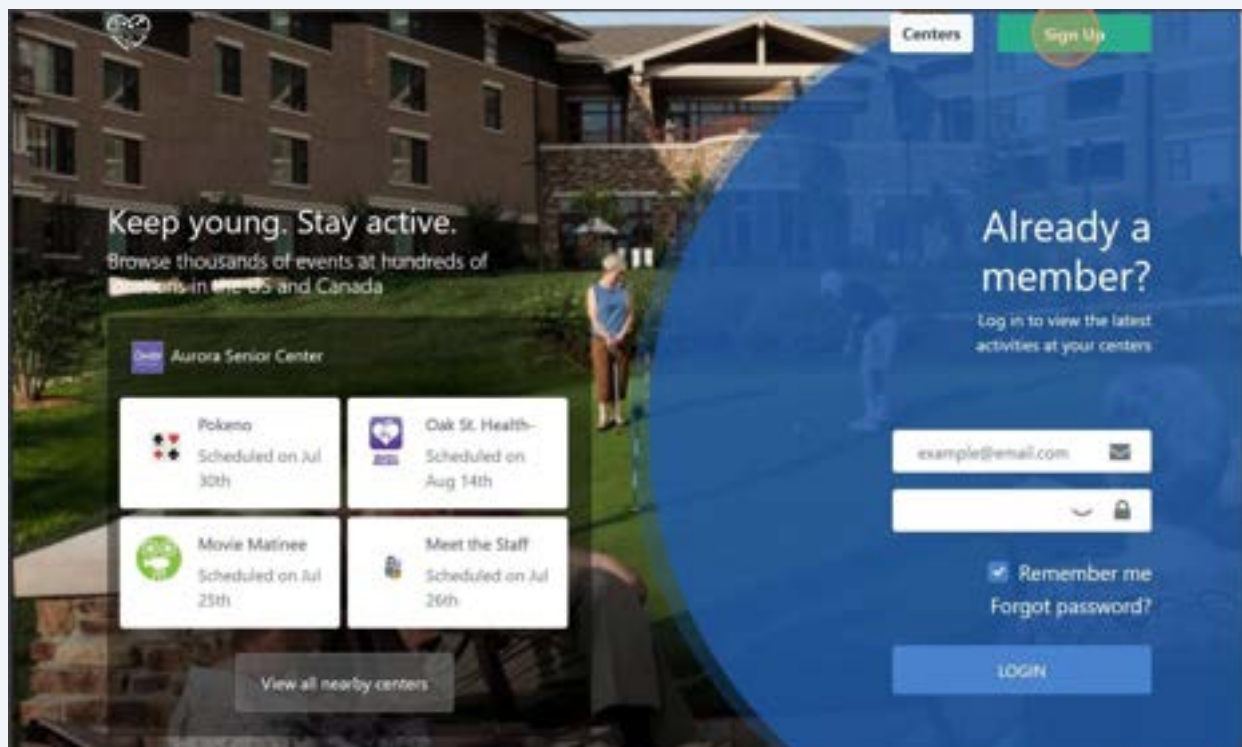 Centers
Sign Up
Keep young. Stay active.
Browse thousands of events at hundreds of
locations in the US and Canada
Aurora Senior Center
Pokeno
Scheduled on Jul
30th
Oak St. Health-
Scheduled on
Aug 14th
Movie Matinee
Scheduled on Jul
25th
Meet the Staff
Scheduled on Jul
26th
View all nearby centers
Already a
member?
Log in to view the latest
activities at your centers
example@email.com
Remember me
Forgot password?
LOGIN